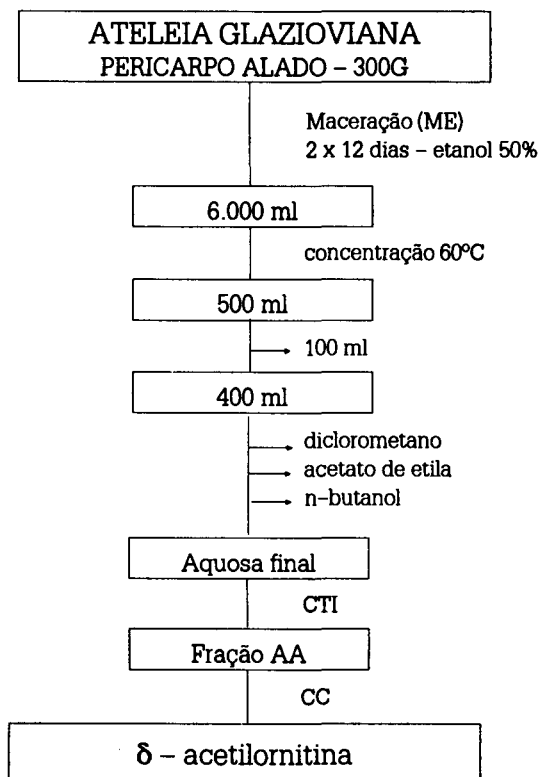 ATELEIA GLAZIOVIANA
PERICARPO ALADO – 300G
Maceração (ME)
2 x 12 dias – etanol 50%
6.000 ml
concentração 60ºC
500 ml
100 ml
400 ml
diclorometano
acetato de etila
n-butanol
Aquosa final
CTI
Fração AA
CC
δ – acetilornitina